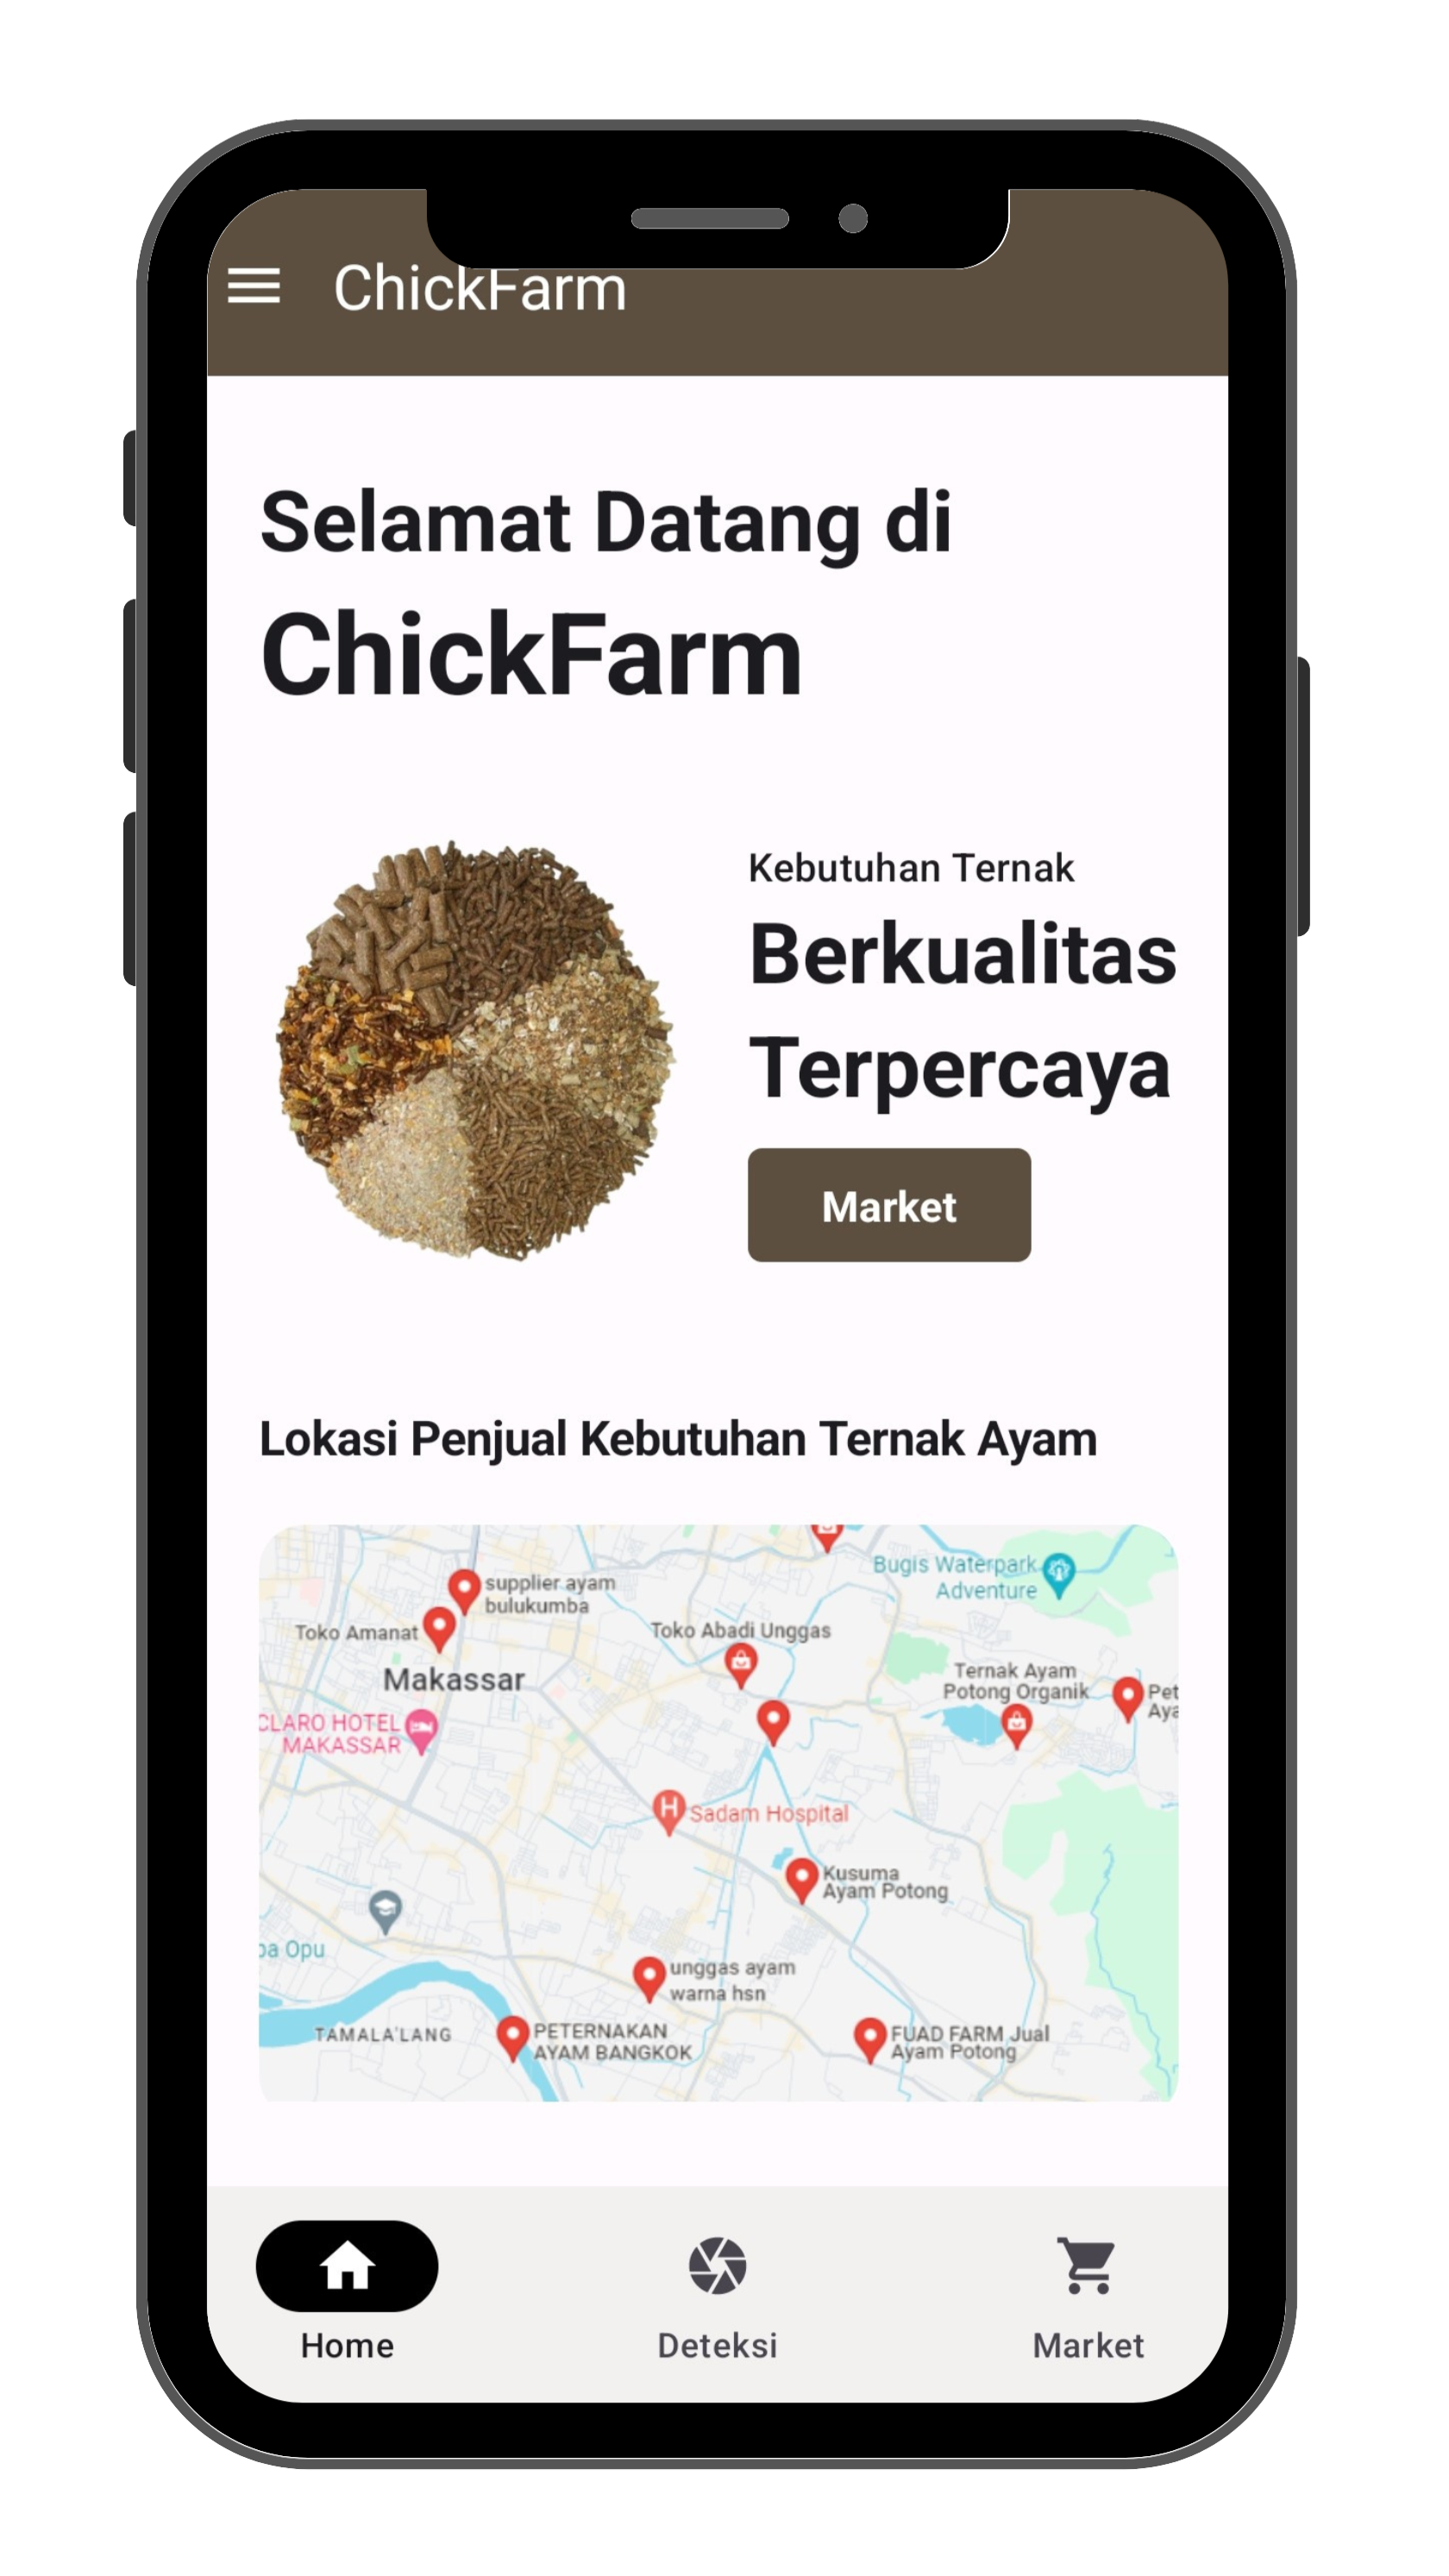 ChickFarm
Selamat Datang di
ChickFarm
Kebutuhan Ternak
Berkualitas
Terpercaya
Market
Lokasi Penjual Kebutuhan Ternak Ayam
Bugis Waterpark
Adventure
supplier ayam
bulukumba
Toko Amanat
Toko Abadi Unggas
Makassar
Ternak Ayam
Potong Organik
Pet
Aya
CLARO HOTEL
MAKASSAR
H
Sadam Hospital
Kusuma
Ayam Potong
pa Opu
unggas ayam
warna hsn
TAMALA'LANG
PETERNAKAN
AYAM BANGKOK
FUAD FARM Jual
Ayam Potong
Home
Deteksi
Market